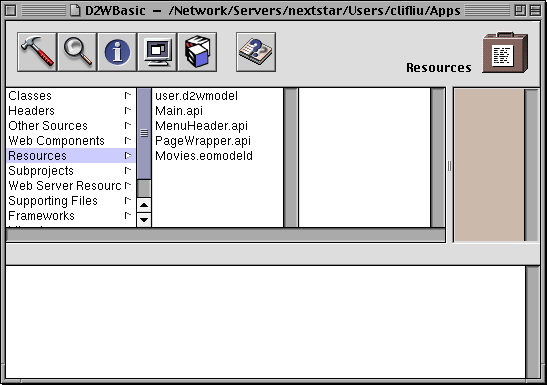 D2WBasic — /Network/Servers/nextstar/Users/clifliu/Apps
Resources
Classes
Headers
Other Sources
Web Components
Resources
Subprojects
Web Server Resourc
Supporting Files
Frameworks
user.d2wmodel
Main.api
MenuHeader.api
PageWrapper.api
Movies.eomodeld